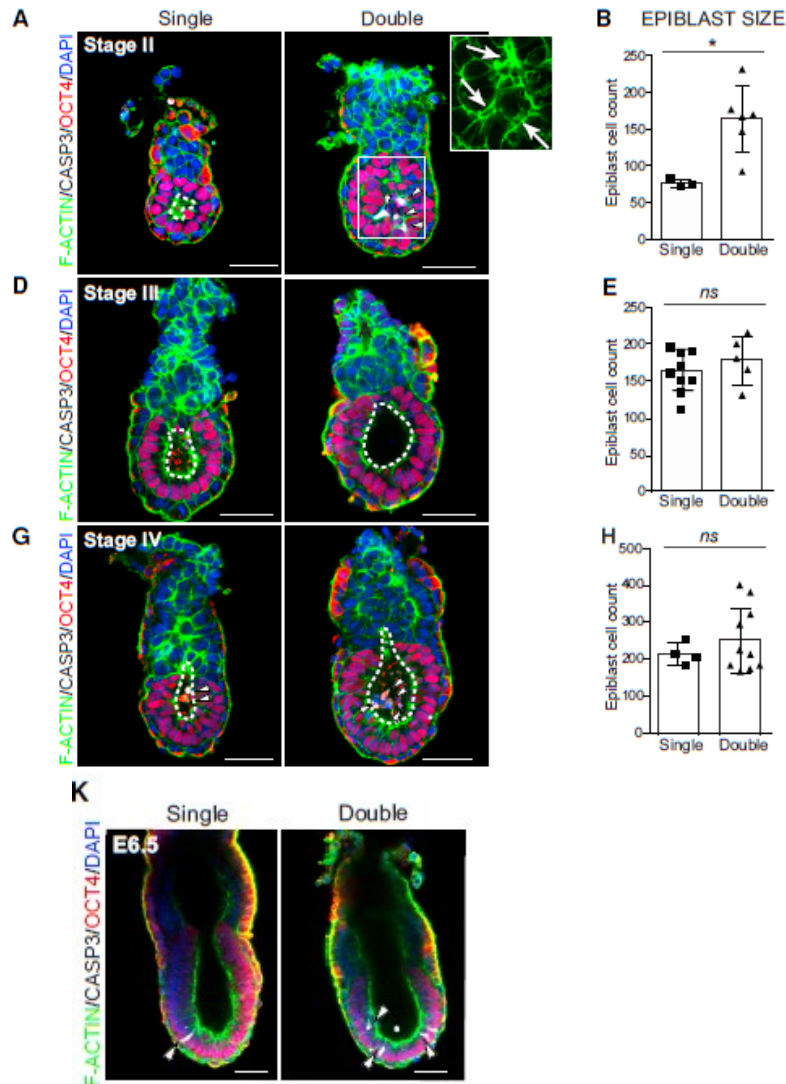 A
Single
Double
Stage II
F-ACTIN/CASP3/OCT4/DAPI
B
EPIBLAST SIZE
*
Epiblast cell count
250
200
150
100
50
0
Single
Double
D
Stage III
F-ACTIN/CASP3/OCT4/DAPI
E
ns
Epiblast cell count
250
200
150
100
50
0
Single
Double
G
Stage IV
F-ACTIN/CASP3/OCT4/DAPI
H
ns
Epiblast cell count
500
400
300
200
100
0
Single
Double
K
Single
Double
E6.5
F-ACTIN/CASP3/OCT4/DAPI
*